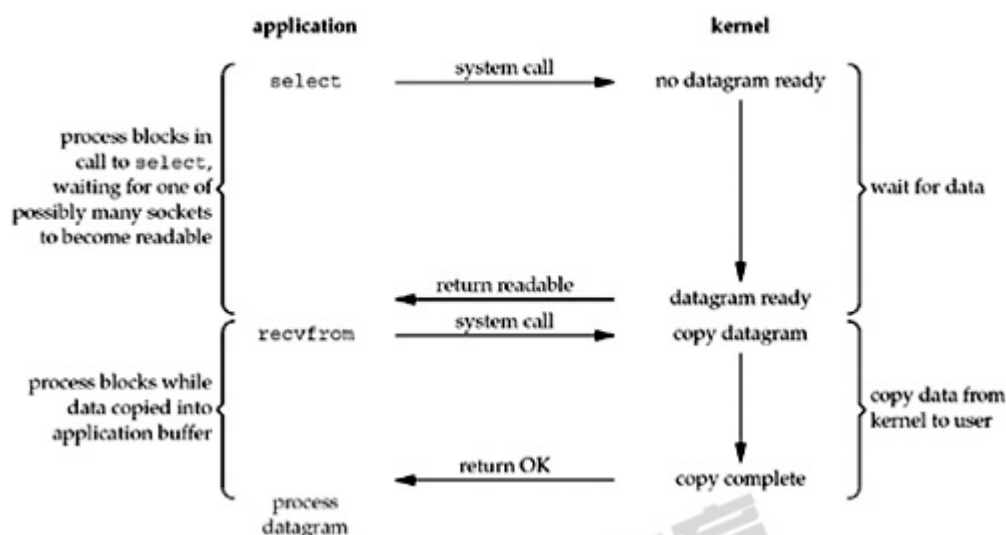 application
kernel
select
system call
no datagram ready
process blocks in
call to select,
waiting for one of
possibly many sockets
to become readable
wait for data
return readable
datagram ready
recvfrom
system call
copy datagram
process blocks while
data copied into
application buffer
copy data from
kernel to user
return OK
copy complete
process
datagram